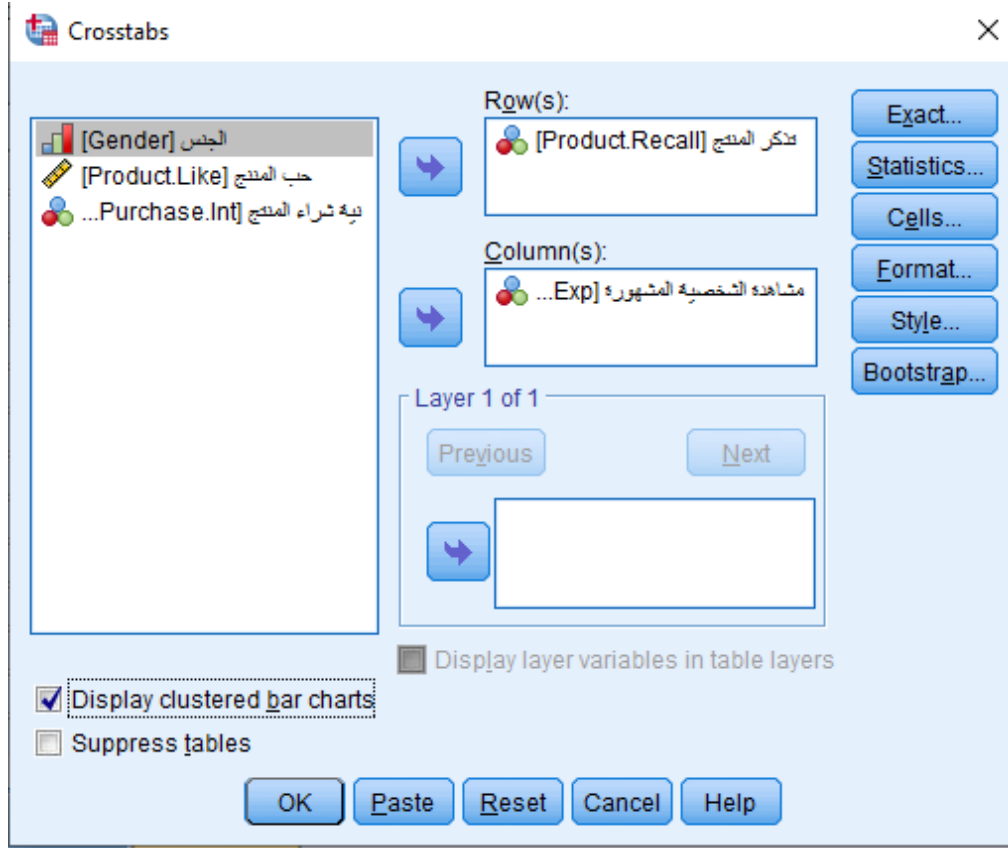 Crosstabs
الجنس [Gender]
حب المنتج [Product.Like]
نية شراء المنتج [Purchase.Int...
Row(s):
تذكر المنتج [Product.Recall]
Column(s):
مشاهدة الشخصية المشهورة [Exp...
Layer 1 of 1
Previous
Next
Display layer variables in table layers
Display clustered bar charts
Suppress tables
Exact...
Statistics...
Cells...
Format...
Style...
Bootstrap...
OK
Paste
Reset
Cancel
Help